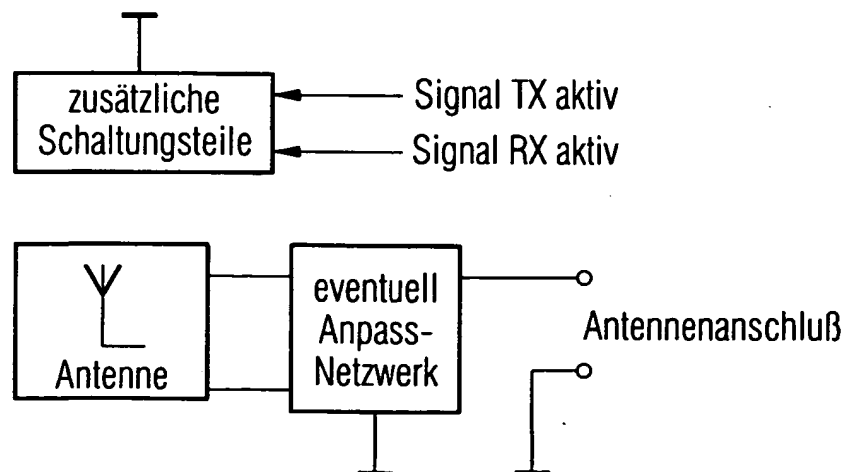 zusätzliche
Schaltungsteile
Signal TX aktiv
Signal RX aktiv
Antenne
eventuell
Anpass-
Netzwerk
Antennenanschluß